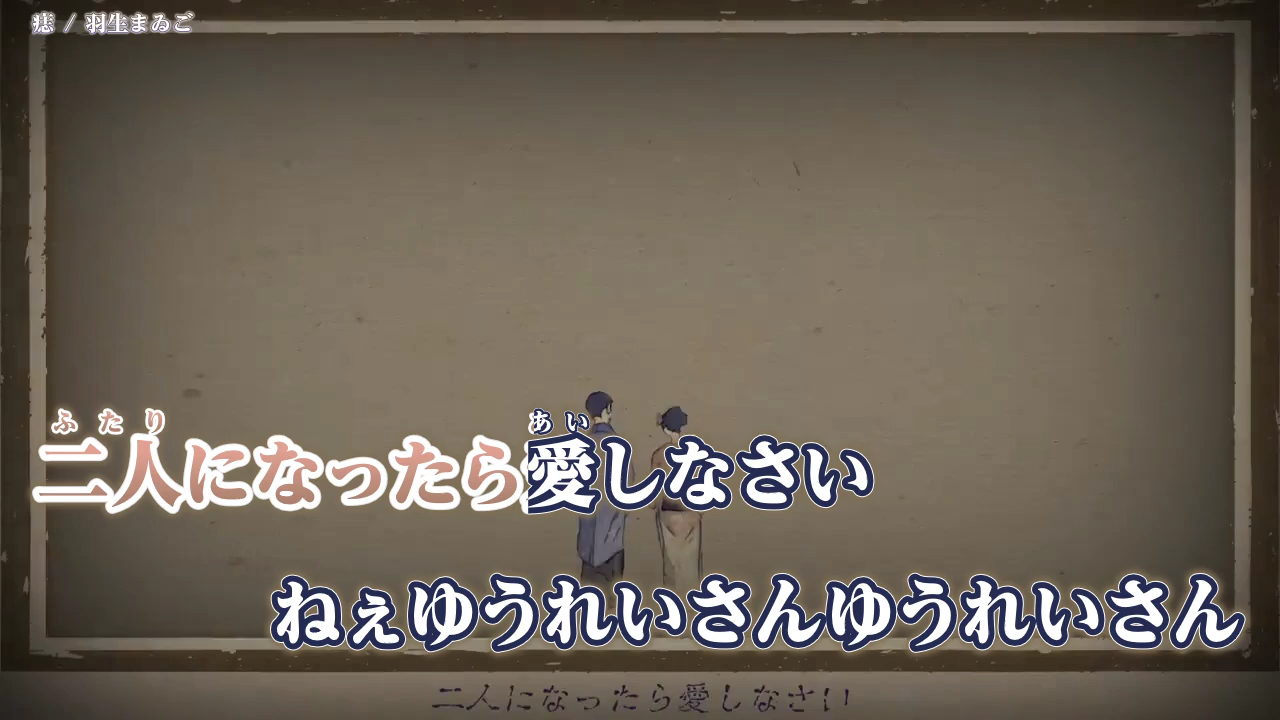 痣 / 羽生まゐご
ふたり あい
二人になったら愛しなさい
ねぇゆうれいさんゆうれいさん
二人になったら愛しなさい